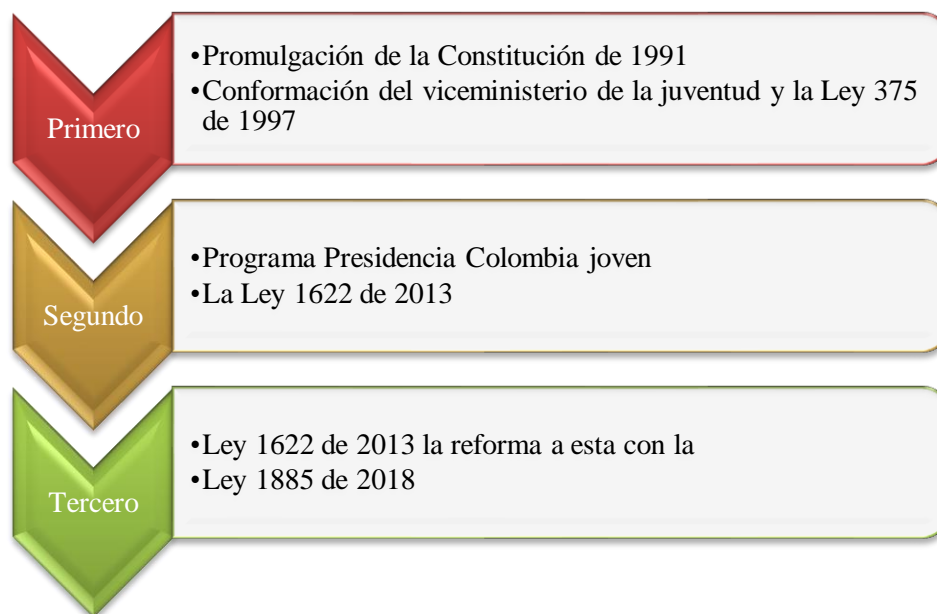 Primero
•Promulgación de la Constitución de 1991
•Conformación del viceministerio de la juventud y la Ley 375
de 1997
Segundo
•Programa Presidencia Colombia joven
•La Ley 1622 de 2013
Tercero
•Ley 1622 de 2013 la reforma a esta con la
•Ley 1885 de 2018